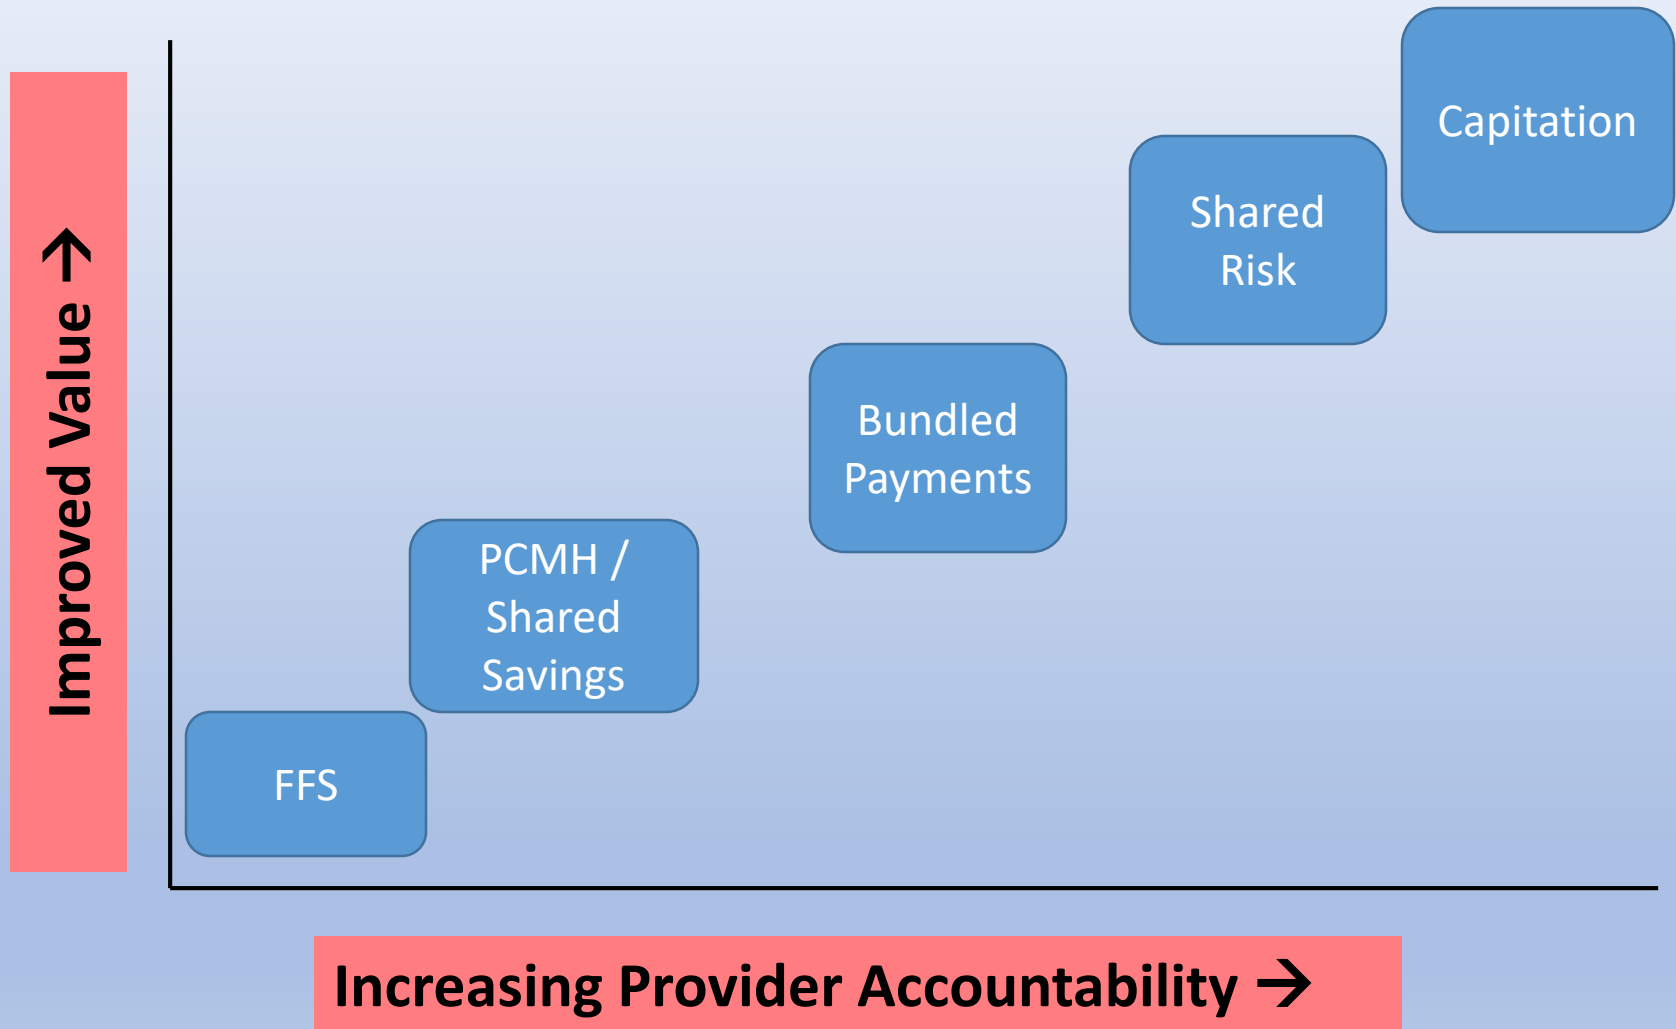 Improved Value →
Capitation
Shared
Risk
Bundled
Payments
PCMH /
Shared
Savings
FFS
Increasing Provider Accountability →